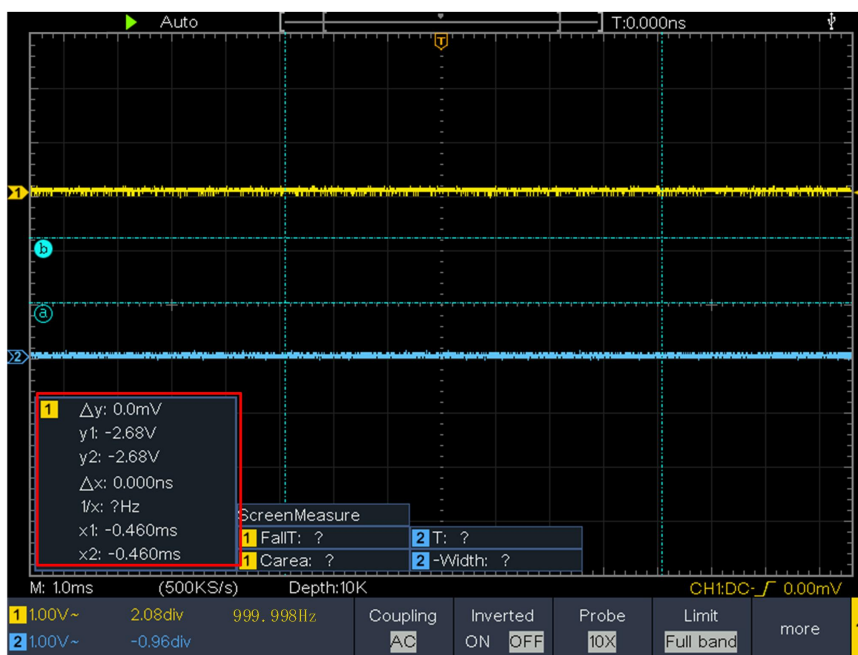 Auto T:0.000ns
T
1
b
a
2
1 △y: 0.0mV
y1: -2.68V
y2: -2.68V
△x: 0.000ns
1/x: ?Hz
x1: -0.460ms
x2: -0.460ms
ScreenMeasure
1 FallT: ? 2 T: ?
1 Carea: ? 2 -Width: ?
M: 1.0ms (500KS/s) Depth:10K CH1:DC- 0.00mV
1 1.00V~ 2.08div 999.998Hz Coupling Inverted Probe Limit more
2 1.00V~ -0.96div AC ON OFF 10X Full band